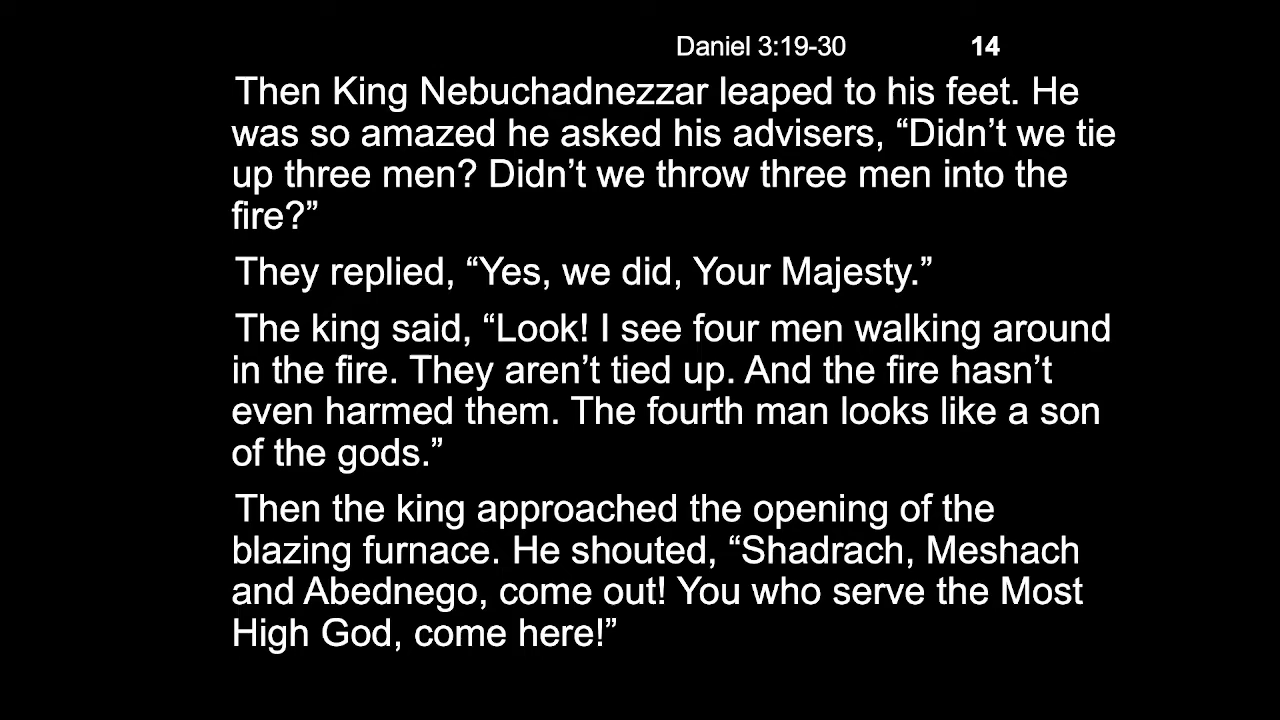 Daniel 3:19-30 14
Then King Nebuchadnezzar leaped to his feet. He
was so amazed he asked his advisers, “Didn’t we tie
up three men? Didn’t we throw three men into the
fire?”
They replied, “Yes, we did, Your Majesty.”
The king said, “Look! I see four men walking around
in the fire. They aren’t tied up. And the fire hasn’t
even harmed them. The fourth man looks like a son
of the gods.”
Then the king approached the opening of the
blazing furnace. He shouted, “Shadrach, Meshach
and Abednego, come out! You who serve the Most
High God, come here!”